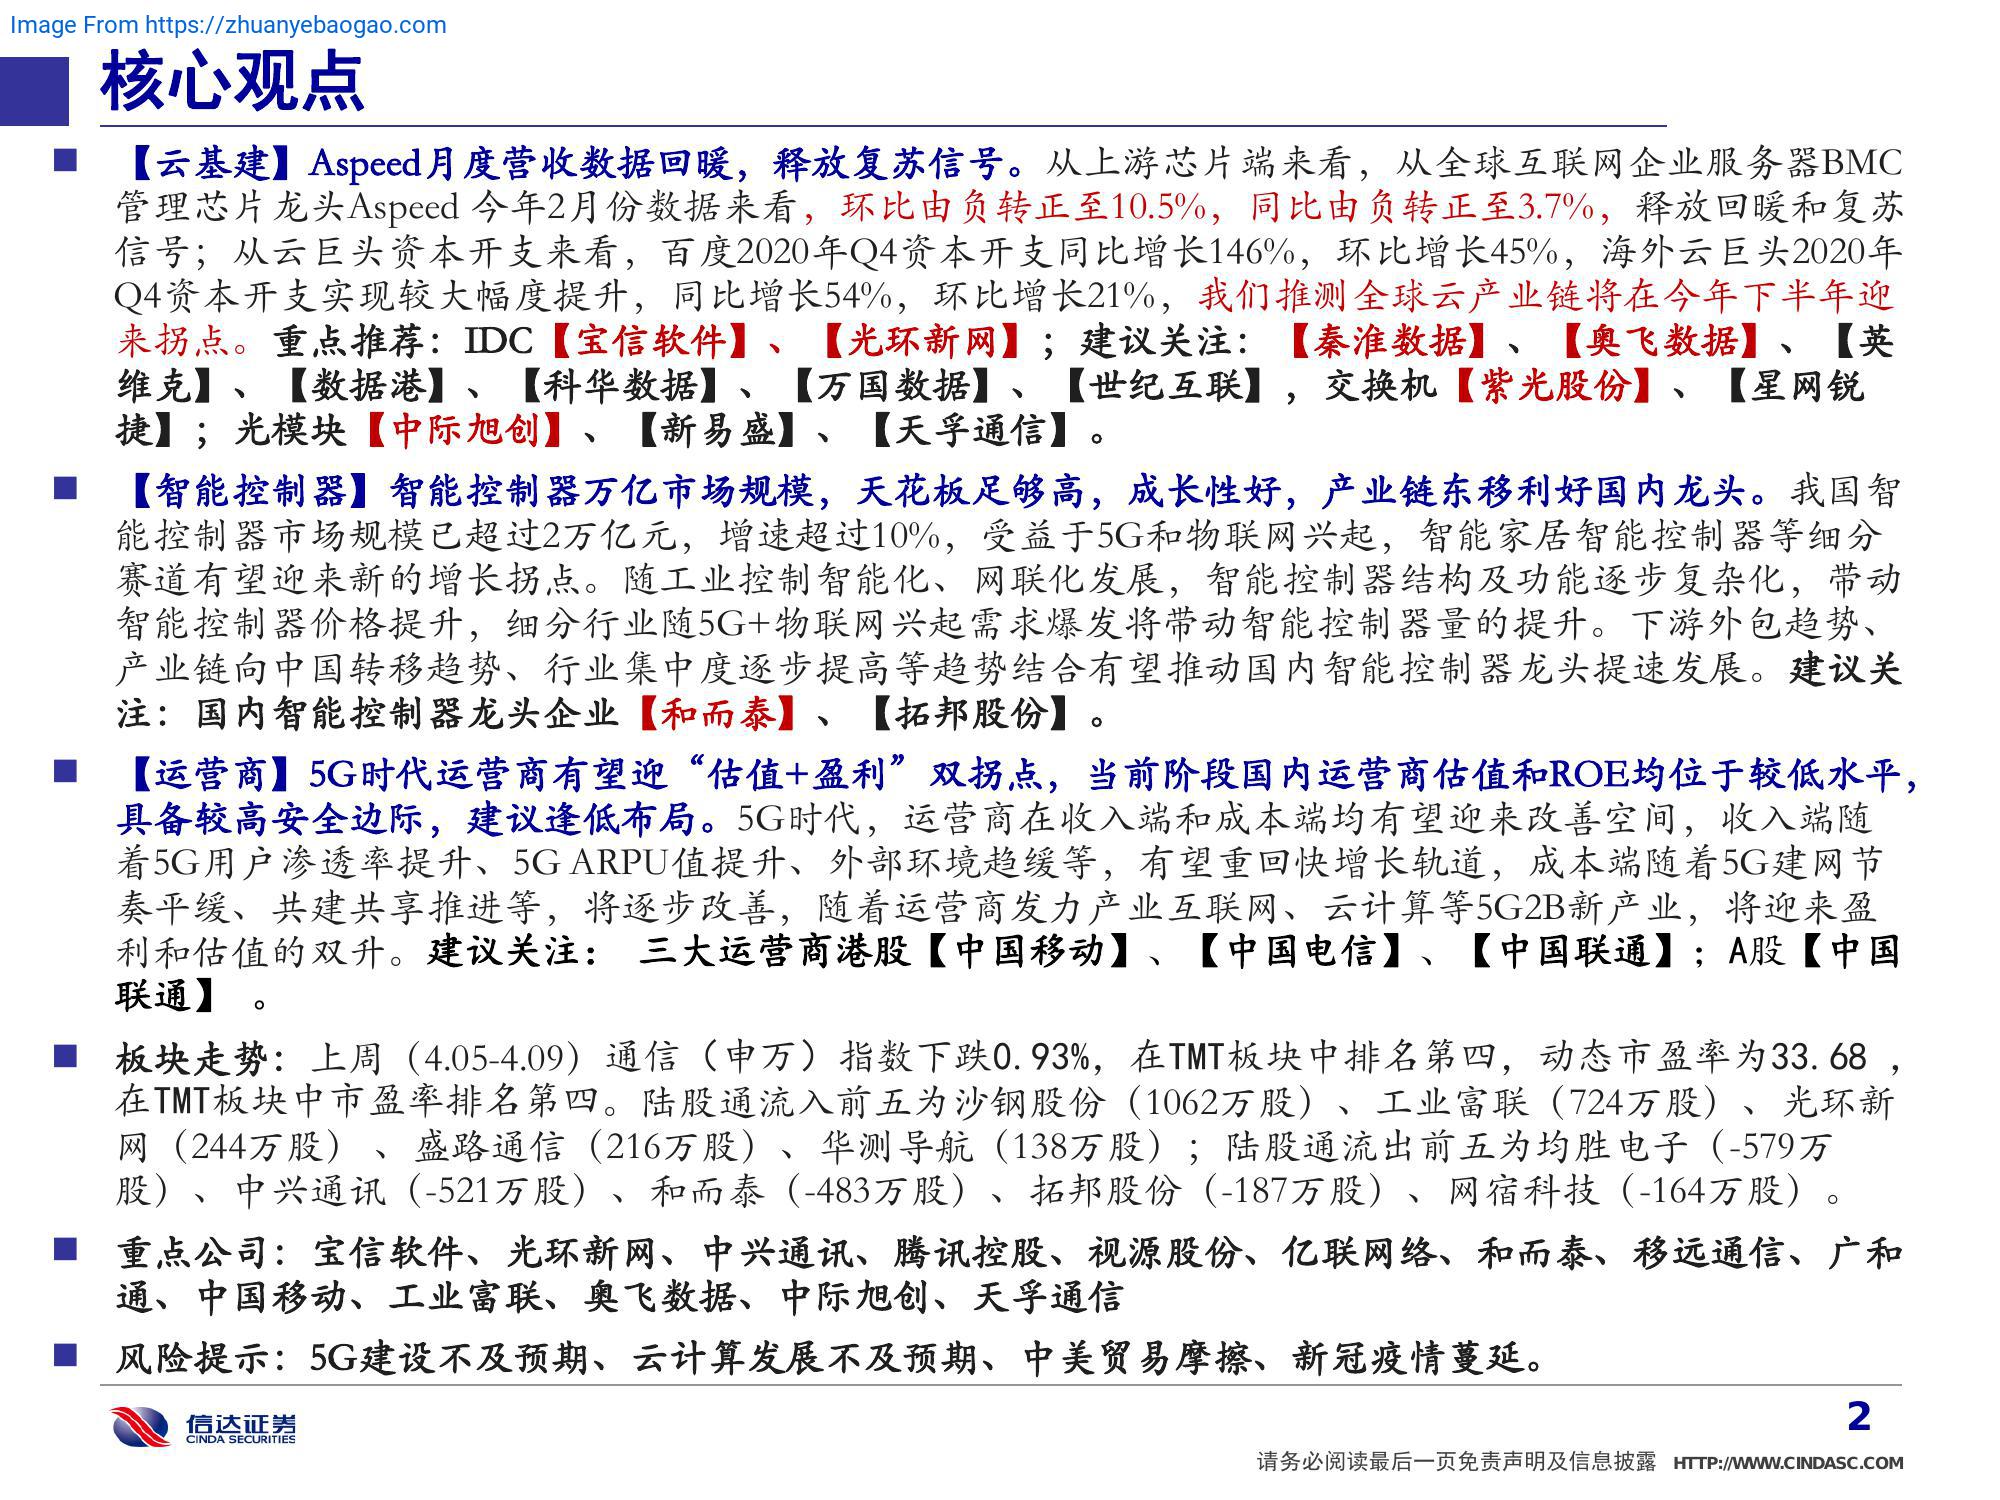 Image From https://zhuanyebaogao.com
核心观点
【云基建】Aspeed月度营收数据回暖，释放复苏信号。从上游芯片端来看，从全球互联网企业服务器BMC
管理芯片龙头Aspeed 今年2月份数据来看，环比由负转正至10.5%，同比由负转正至3.7%，释放回暖和复苏
信号；从云巨头资本开支来看，百度2020年Q4资本开支同比增长146%，环比增长45%，海外云巨头2020年
Q4资本开支实现较大幅度提升，同比增长54%，环比增长21%，我们推测全球云产业链将在今年下半年迎
来拐点。重点推荐：IDC【宝信软件】、【光环新网】；建议关注：【秦淮数据】、【奥飞数据】、【英
维克】、【数据港】、【科华数据】、【万国数据】、【世纪互联】，交换机【紫光股份】、【星网锐
捷】；光模块【中际旭创】、【新易盛】、【天孚通信】。
【智能控制器】智能控制器万亿市场规模，天花板足够高，成长性好，产业链东移利好国内龙头。我国智
能控制器市场规模已超过2万亿元，增速超过10%，受益于5G和物联网兴起，智能家居智能控制器等细分
赛道有望迎来新的增长拐点。随工业控制智能化、网联化发展，智能控制器结构及功能逐步复杂化，带动
智能控制器价格提升，细分行业随5G+物联网兴起需求爆发将带动智能控制器量的提升。下游外包趋势、
产业链向中国转移趋势、行业集中度逐步提高等趋势结合有望推动国内智能控制器龙头提速发展。建议关
注：国内智能控制器龙头企业【和而泰】、【拓邦股份】。
【运营商】5G时代运营商有望迎“估值+盈利”双拐点，当前阶段国内运营商估值和ROE均位于较低水平，
具备较高安全边际，建议逢低布局。5G时代，运营商在收入端和成本端均有望迎来改善空间，收入端随
着5G用户渗透率提升、5G ARPU值提升、外部环境趋缓等，有望重回快增长轨道，成本端随着5G建网节
奏平缓、共建共享推进等，将逐步改善，随着运营商发力产业互联网、云计算等5G2B新产业，将迎来盈
利和估值的双升。建议关注： 三大运营商港股【中国移动】、【中国电信】、【中国联通】；A股【中国
联通】 。
板块走势：上周（4.05-4.09）通信（申万）指数下跌0.93%，在TMT板块中排名第四，动态市盈率为33.68 ，
在TMT板块中市盈率排名第四。陆股通流入前五为沙钢股份（1062万股）、工业富联（724万股）、光环新
网（244万股） 、盛路通信（216万股）、华测导航（138万股）；陆股通流出前五为均胜电子（-579万
股）、中兴通讯（-521万股）、和而泰（-483万股）、拓邦股份（-187万股）、网宿科技（-164万股）。
重点公司：宝信软件、光环新网、中兴通讯、腾讯控股、视源股份、亿联网络、和而泰、移远通信、广和
通、中国移动、工业富联、奥飞数据、中际旭创、天孚通信
风险提示：5G建设不及预期、云计算发展不及预期、中美贸易摩擦、新冠疫情蔓延。
信达证券
CINDA SECURITIES
2
请务必阅读最后一页免责声明及信息披露 HTTP://WWW.CINDASC.COM